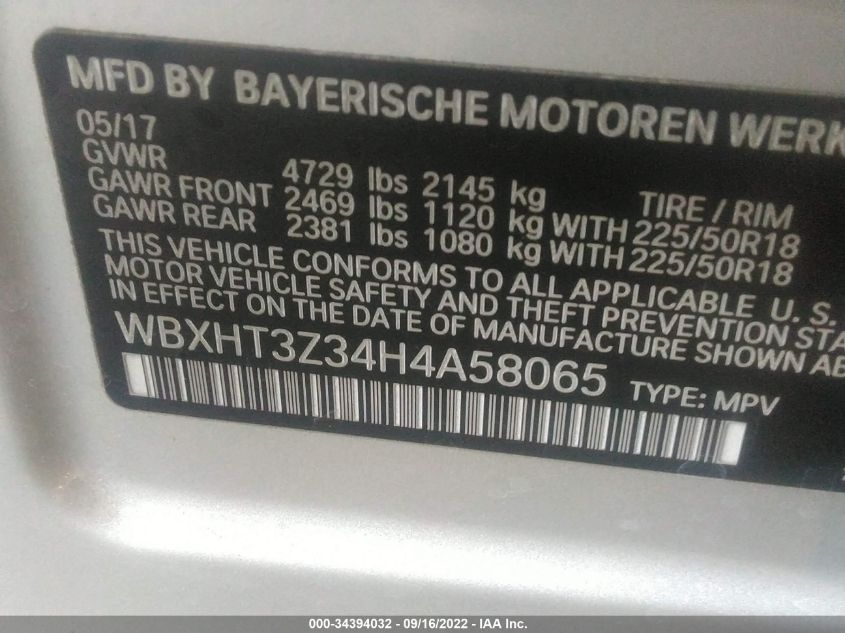 MFD BY BAYERISCHE MOTOREN WERK
05/17
GVWR 4729 lbs 2145 kg TIRE / RIM
GAWR FRONT 2469 lbs 1120 kg WITH 225/50R18
GAWR REAR 2381 lbs 1080 kg WITH 225/50R18
THIS VEHICLE CONFORMS TO ALL APPLICABLE U. S.
MOTOR VEHICLE SAFETY AND THEFT PREVENTION STA
IN EFFECT ON THE DATE OF MANUFACTURE SHOWN AB
WBXHT3Z34H4A58065 TYPE: MPV
000-34394032 - 09/16/2022 - IAA Inc.